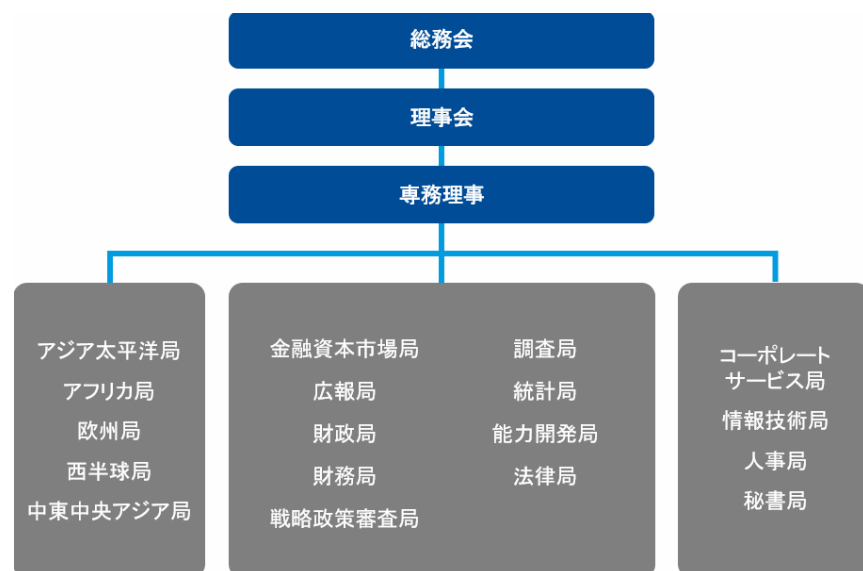 総務会
理事会
専務理事
アジア太平洋局
アフリカ局
欧州局
西半球局
中東中央アジア局
金融資本市場局
広報局
財政局
財務局
戦略政策審査局
調査局
統計局
能力開発局
法律局
コーポレート
サービス局
情報技術局
人事局
秘書局